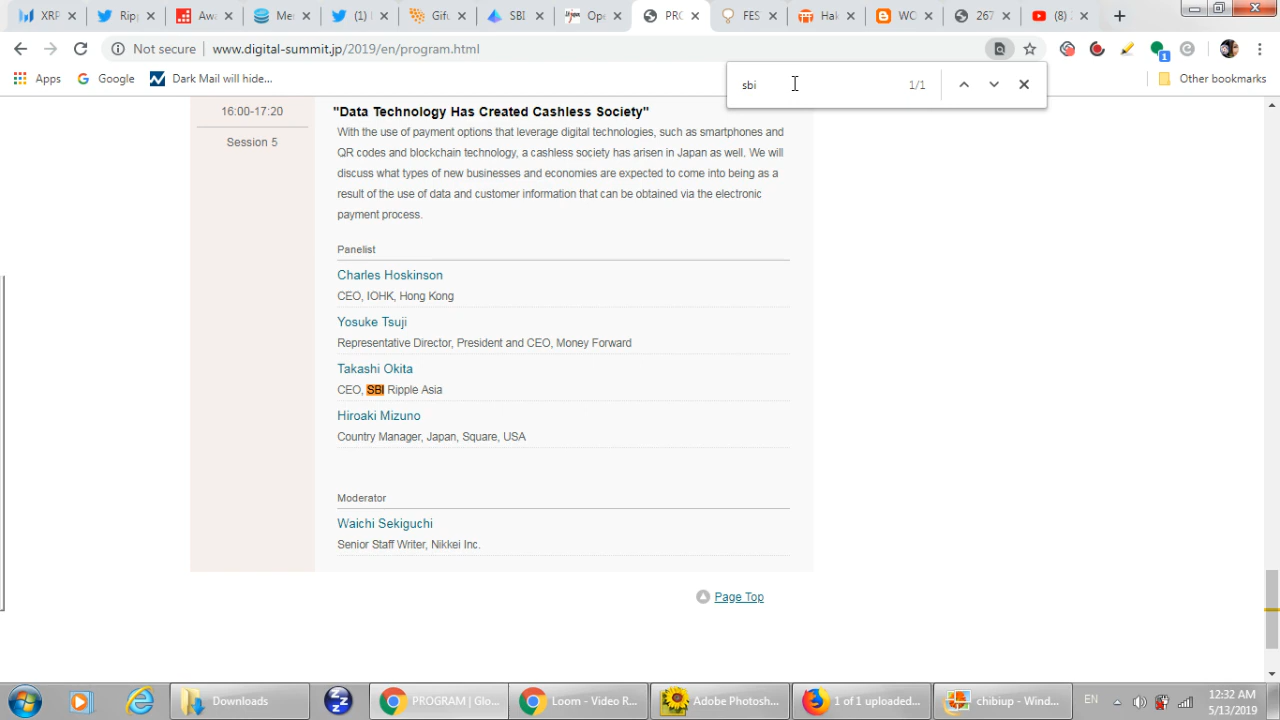 XRP
Ripp
Awa
Me
(1)
Gif
SBI
Ope
PRO
FES
Hak
WO
267
(8)
Not secure
www.digital-summit.jp/2019/en/program.html
1
Apps
Google
Dark Mail will hide...
Other bookmarks
sbi
1/1
16:00-17:20
Session 5
"Data Technology Has Created Cashless Society"
With the use of payment options that leverage digital technologies, such as smartphones and
QR codes and blockchain technology, a cashless society has arisen in Japan as well. We will
discuss what types of new businesses and economies are expected to come into being as a
result of the use of data and customer information that can be obtained via the electronic
payment process.
Panelist
Charles Hoskinson
CEO, IOHK, Hong Kong
Yosuke Tsuji
Representative Director, President and CEO, Money Forward
Takashi Okita
CEO, SBI Ripple Asia
Hiroaki Mizuno
Country Manager, Japan, Square, USA
Moderator
Waichi Sekiguchi
Senior Staff Writer, Nikkei Inc.
Page Top
Downloads
PROGRAM | Glo...
Loom - Video R...
Adobe Photosh...
1 of 1 uploaded...
chibiup - Wind...
EN
12:32 AM
5/13/2019